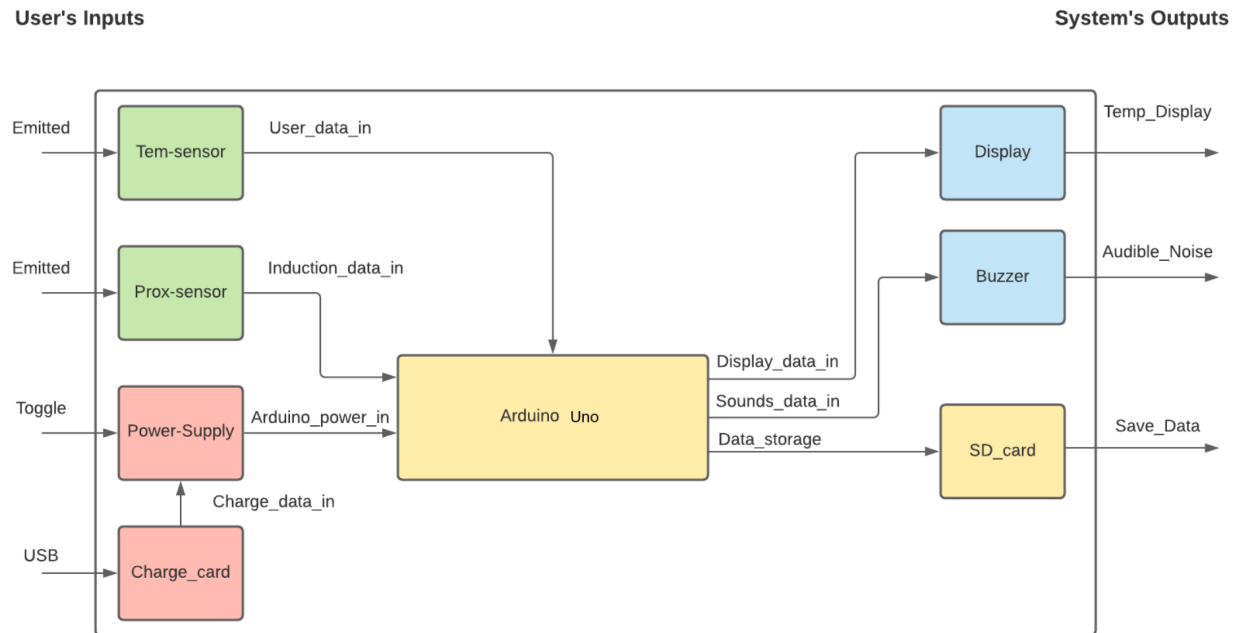 User's Inputs
System's Outputs
Emitted
Tem-sensor
User_data_in
Display
Temp_Display
Emitted
Prox-sensor
Induction_data_in
Buzzer
Audible_Noise
Toggle
Power-Supply
Arduino_power_in
Arduino Uno
Display_data_in
Sounds_data_in
Data_storage
SD_card
Save_Data
Charge_data_in
USB
Charge_card